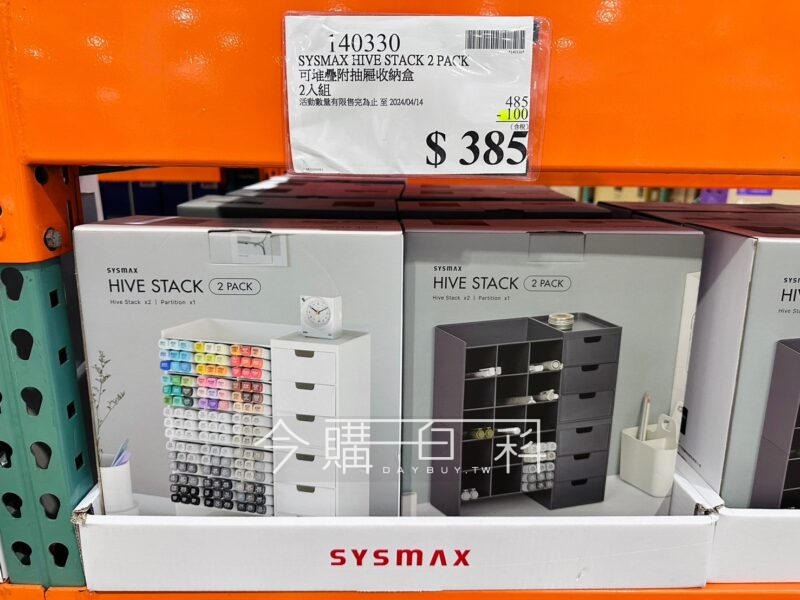 140330
SYSMAX HIVE STACK 2 PACK
可堆疊附抽屜收納盒
2入組
活動數量有限售完為止 至 2024/04/14
485
- 100
(含稅)
$ 385
SYSMAX
HIVE STACK 2 PACK
Hive Stack x2 | Partition x1
SYSMAX
HIVE STACK 2 PACK
Hive Stack x2 | Partition x1
SYSMAX
今購百科
DAYBUY.TW
SYSMAX